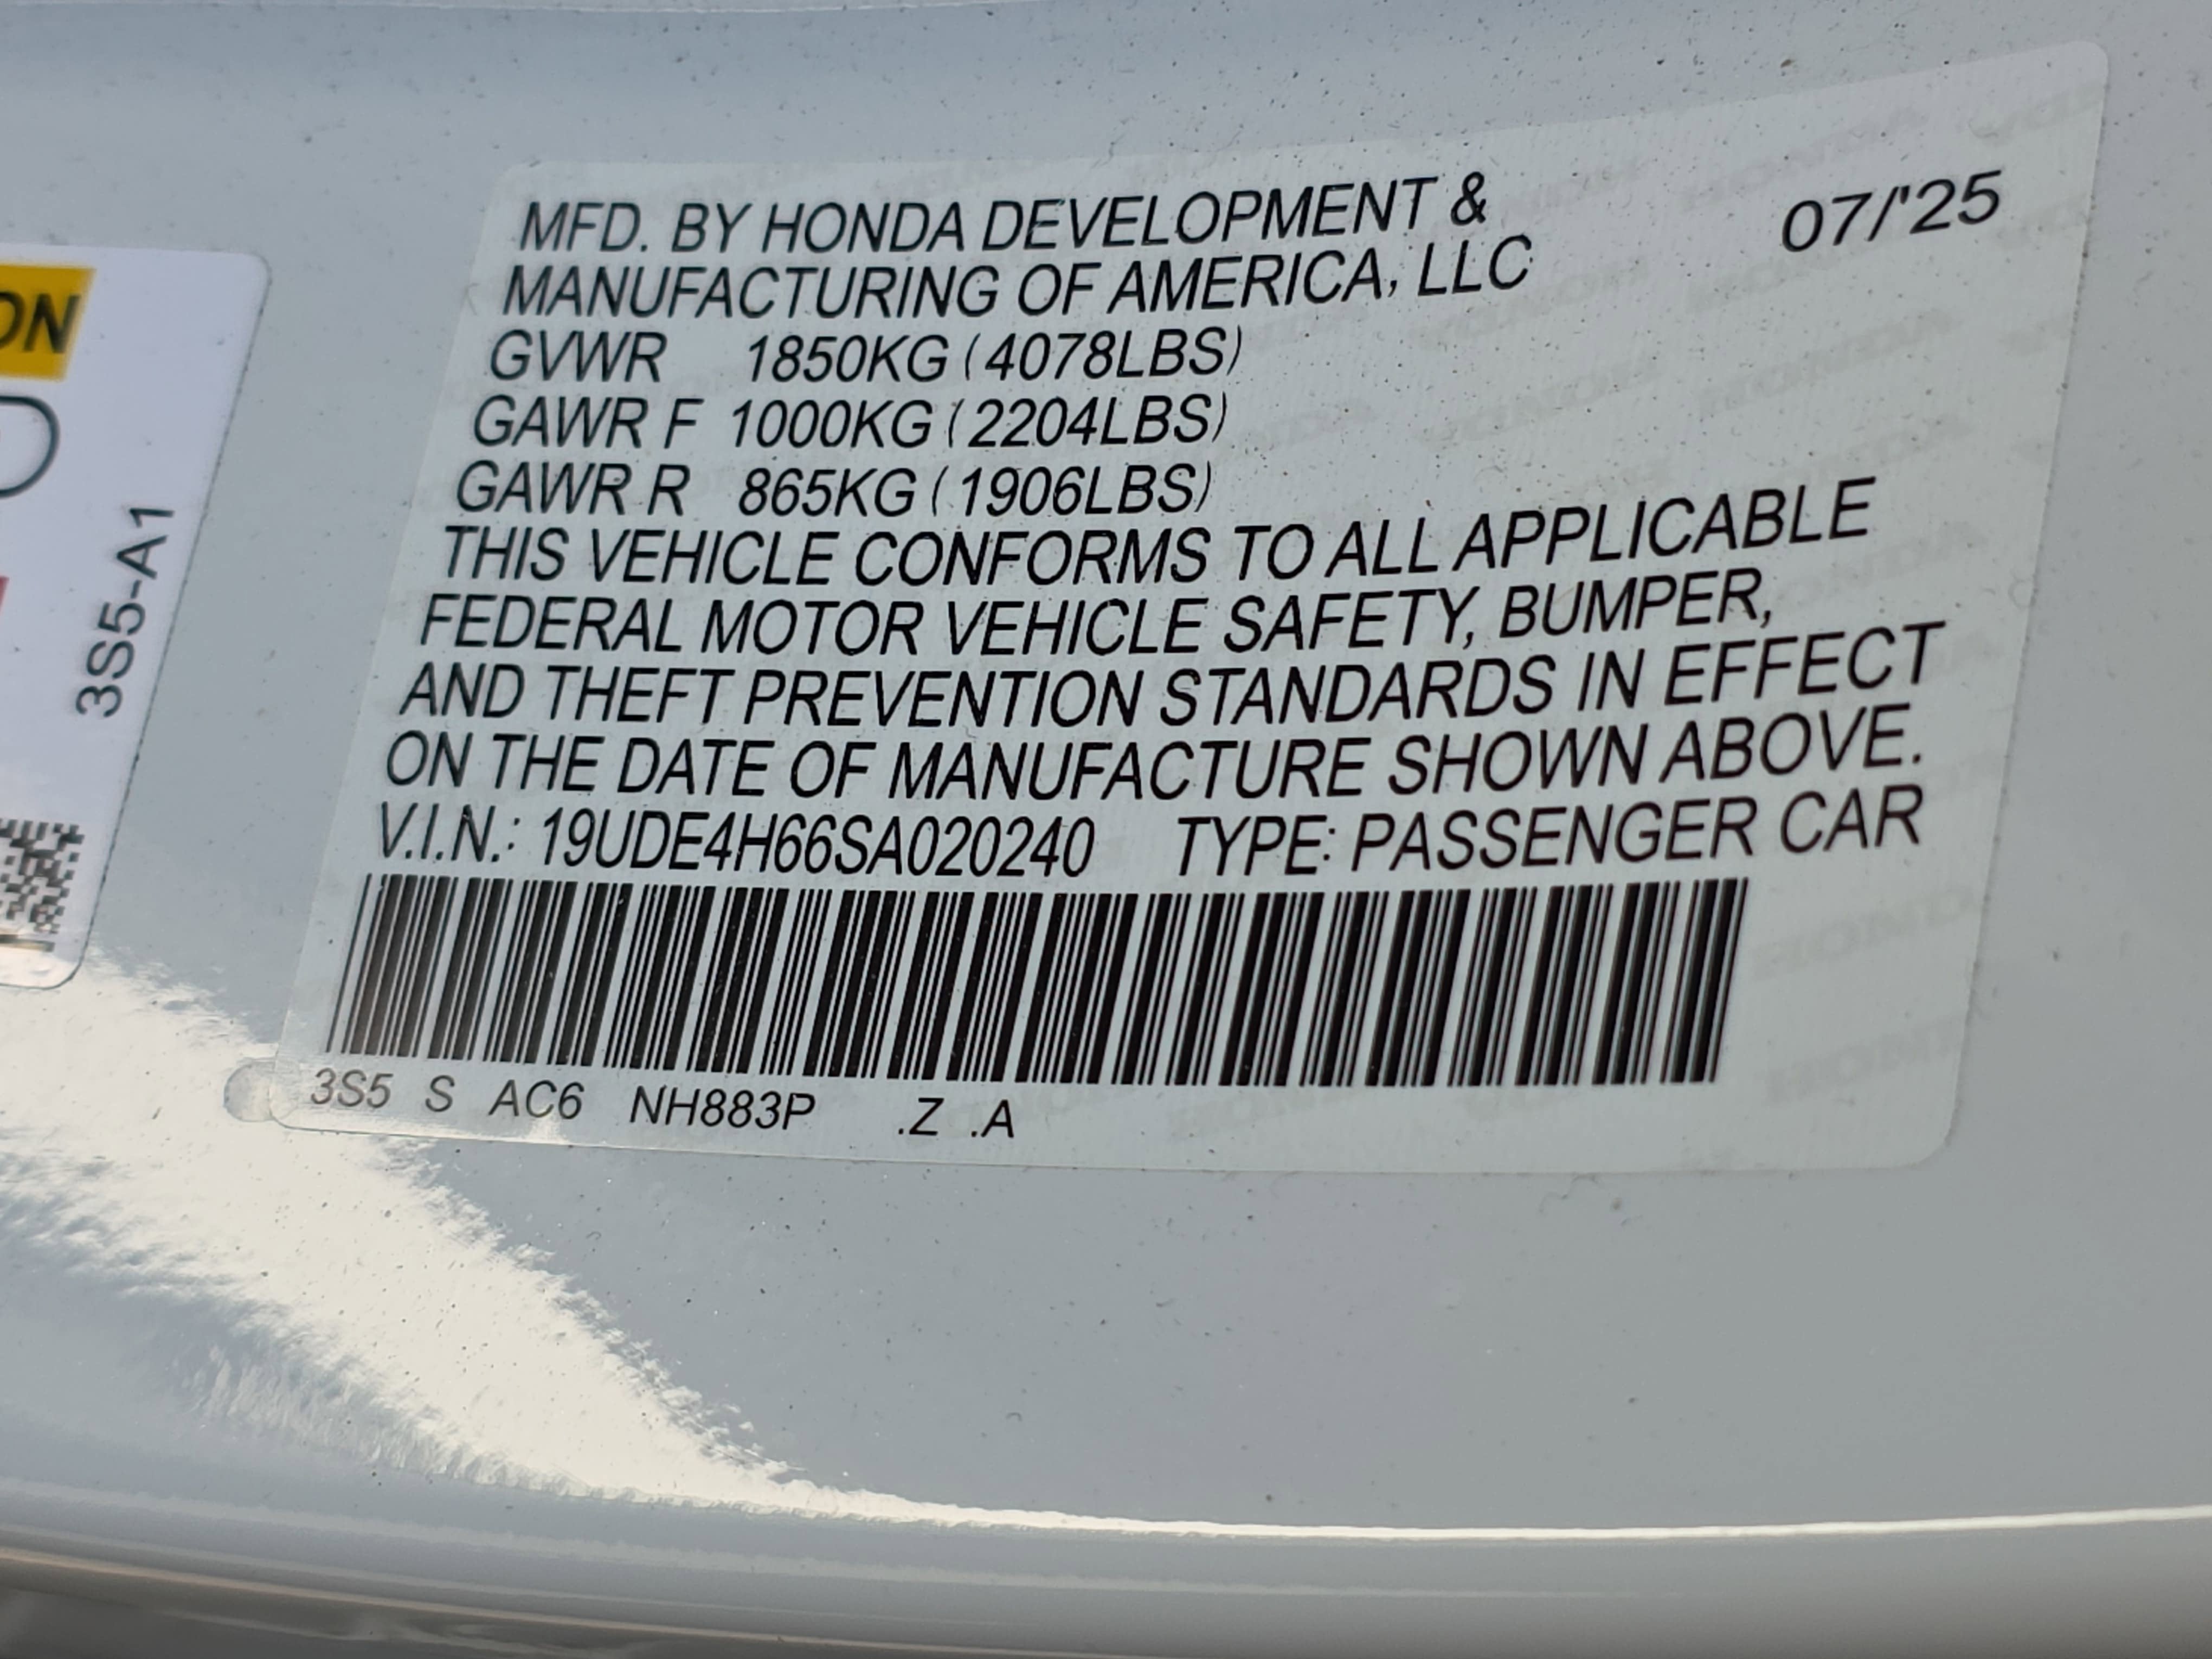 MFD. BY HONDA DEVELOPMENT &
MANUFACTURING OF AMERICA, LLC
07/'25
GVWR 1850KG (4078LBS)
GAWR F 1000KG (2204LBS)
GAWR R 865KG (1906LBS)
THIS VEHICLE CONFORMS TO ALL APPLICABLE
FEDERAL MOTOR VEHICLE SAFETY, BUMPER,
AND THEFT PREVENTION STANDARDS IN EFFECT
ON THE DATE OF MANUFACTURE SHOWN ABOVE.
V.I.N.: 19UDE4H66SA020240 TYPE: PASSENGER CAR
3S5 S AC6 NH883P .Z .A
3S5-A1